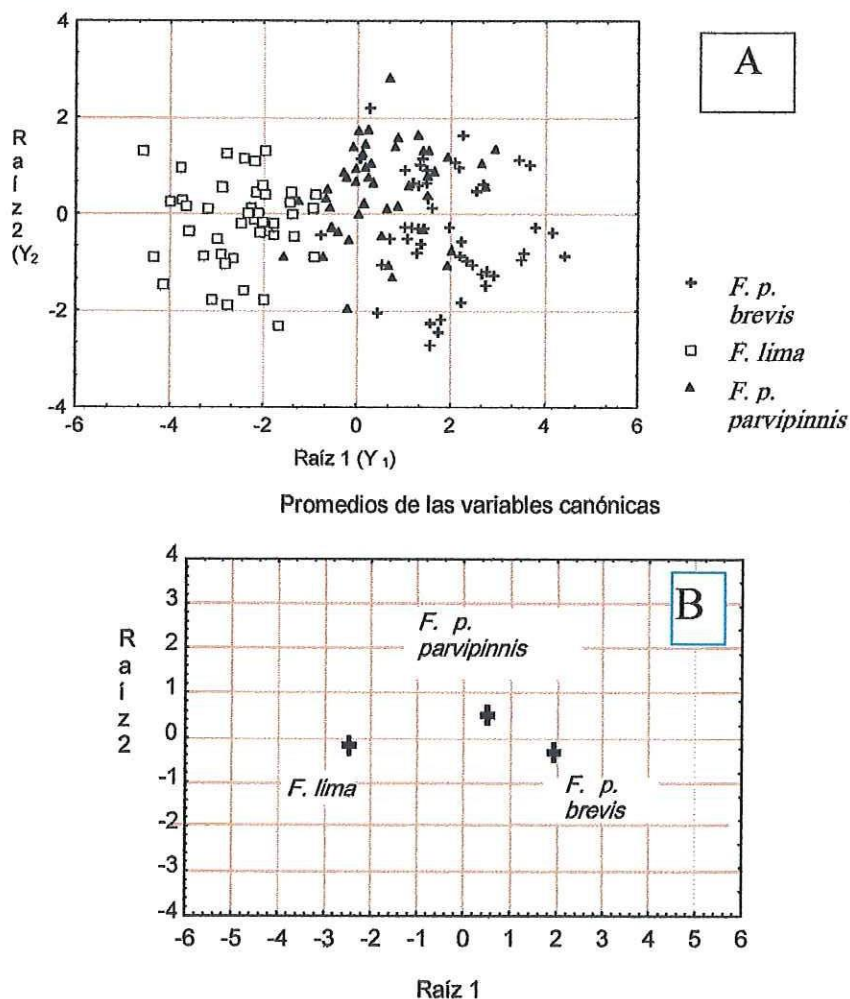 A
4
2
0
-2
-4
Raíz 2 (Y₂
-6
-4
-2
0
2
4
6
Raíz 1 (Y ₁)
F. p.
brevis
F. lima
F. p.
parvipinnis
Promedios de las variables canónicas
B
4
3
2
1
0
-1
-2
-3
-4
Raíz 2
F. p.
parvipinnis
F. lima
F. p.
brevis
-6
-5
-4
-3
-2
-1
0
1
2
3
4
5
6
Raíz 1